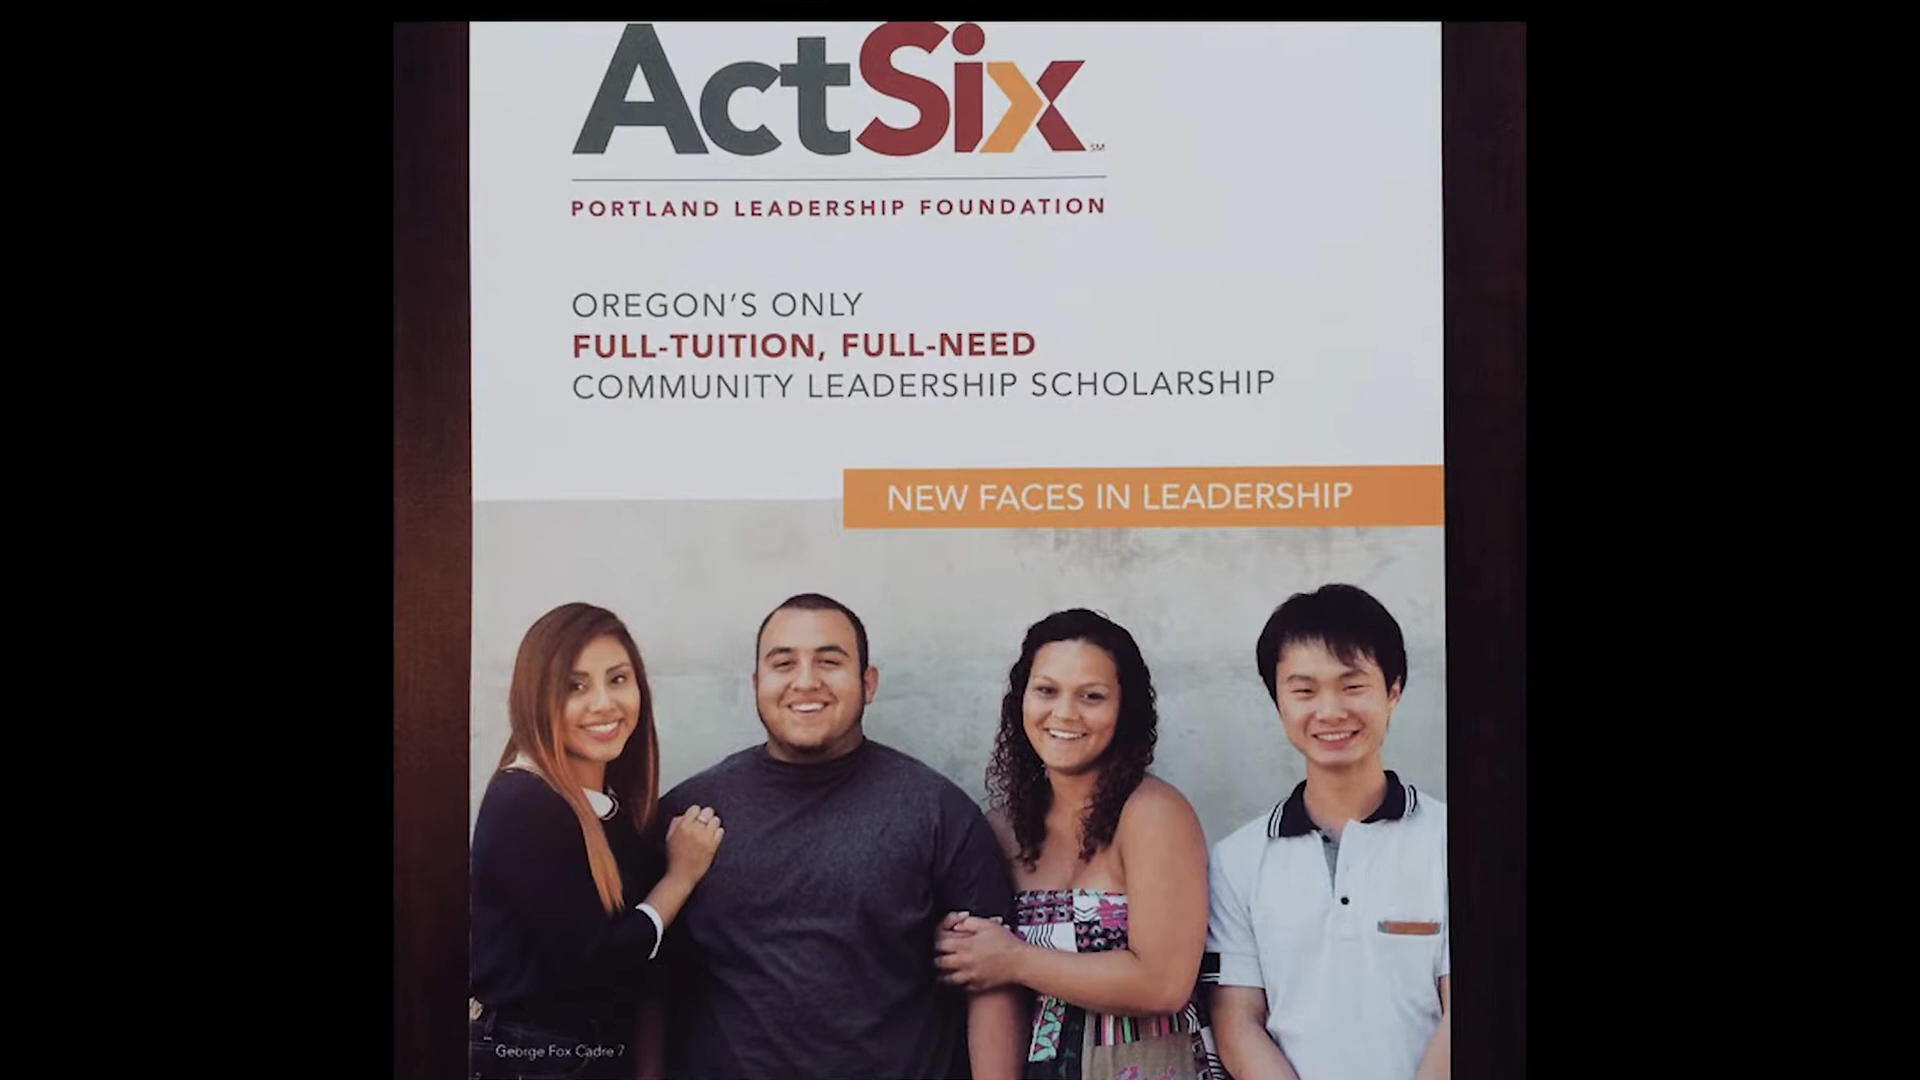 ActSix
SM
PORTLAND LEADERSHIP FOUNDATION
OREGON'S ONLY
FULL-TUITION, FULL-NEED
COMMUNITY LEADERSHIP SCHOLARSHIP
NEW FACES IN LEADERSHIP
George Fox Cadre 7